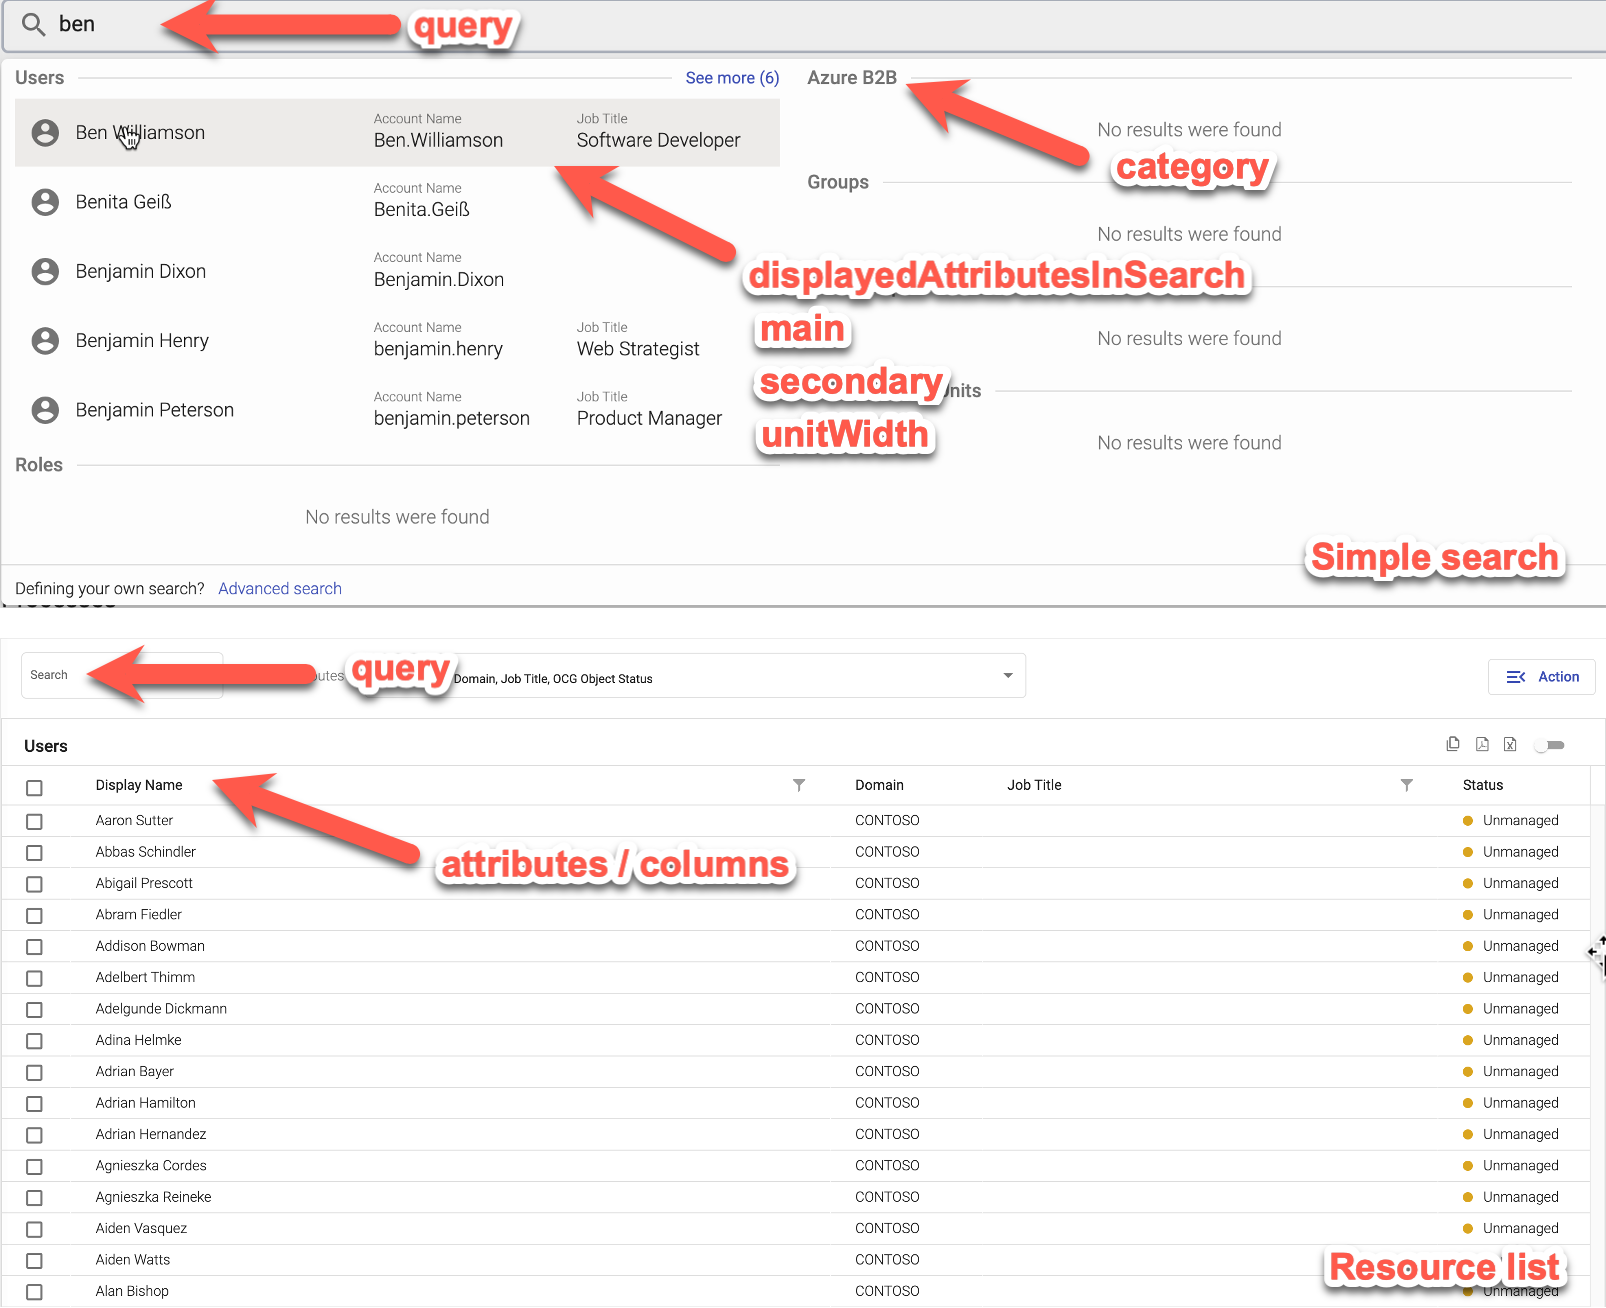 ben
query
Users
See more (6)
Azure B2B
Ben Williamson
Account Name
Ben.Williamson
Job Title
Software Developer
No results were found
category
Groups
Benita Geiß
Account Name
Benita.Geiß
No results were found
Benjamin Dixon
Account Name
Benjamin.Dixon
displayedAttributesInSearch
main
secondary
unitWidth
Benjamin Henry
Account Name
benjamin.henry
Job Title
Web Strategist
No results were found
Benjamin Peterson
Account Name
benjamin.peterson
Job Title
Product Manager
No results were found
Roles
No results were found
Simple search
Defining your own search? Advanced search
Search
query
Domain, Job Title, OCG Object Status
Action
Users
Display Name Domain Job Title Status
attributes / columns
Aaron Sutter CONTOSO Unmanaged
Abbas Schindler CONTOSO Unmanaged
Abigail Prescott CONTOSO Unmanaged
Abram Fiedler CONTOSO Unmanaged
Addison Bowman CONTOSO Unmanaged
Adelbert Thimm CONTOSO Unmanaged
Adelgunde Dickmann CONTOSO Unmanaged
Adina Helmke CONTOSO Unmanaged
Adrian Bayer CONTOSO Unmanaged
Adrian Hamilton CONTOSO Unmanaged
Adrian Hernandez CONTOSO Unmanaged
Agnieszka Cordes CONTOSO Unmanaged
Agnieszka Reineke CONTOSO Unmanaged
Aiden Vasquez CONTOSO Unmanaged
Aiden Watts CONTOSO
Resource list
Alan Bishop CONTOSO Unmanaged